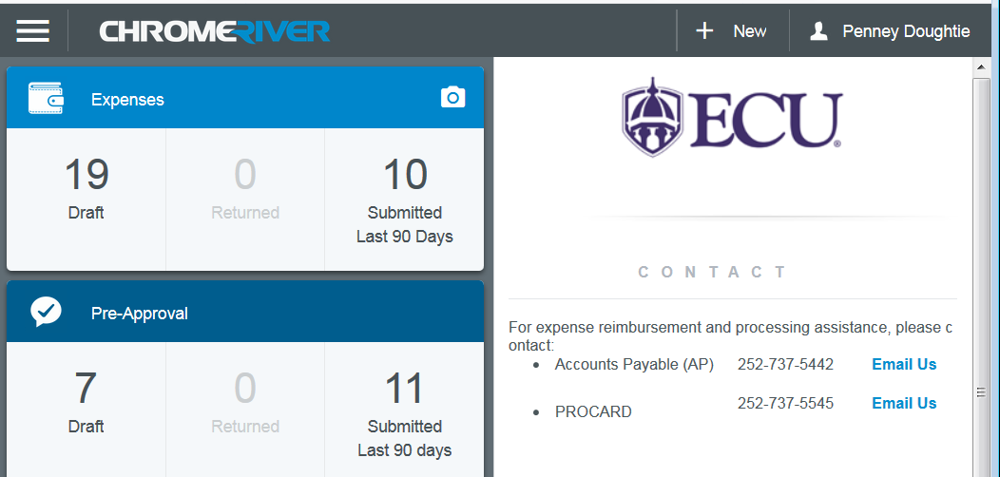 CHROMERIVER
New
Penney Doughtie
Expenses
19
Draft
0
Returned
10
Submitted
Last 90 Days
Pre-Approval
7
Draft
0
Returned
11
Submitted
Last 90 days
ECU®
CONTACT
For expense reimbursement and processing assistance, please c
ontact:
• Accounts Payable (AP) 252-737-5442 Email Us
• PROCARD 252-737-5545 Email Us